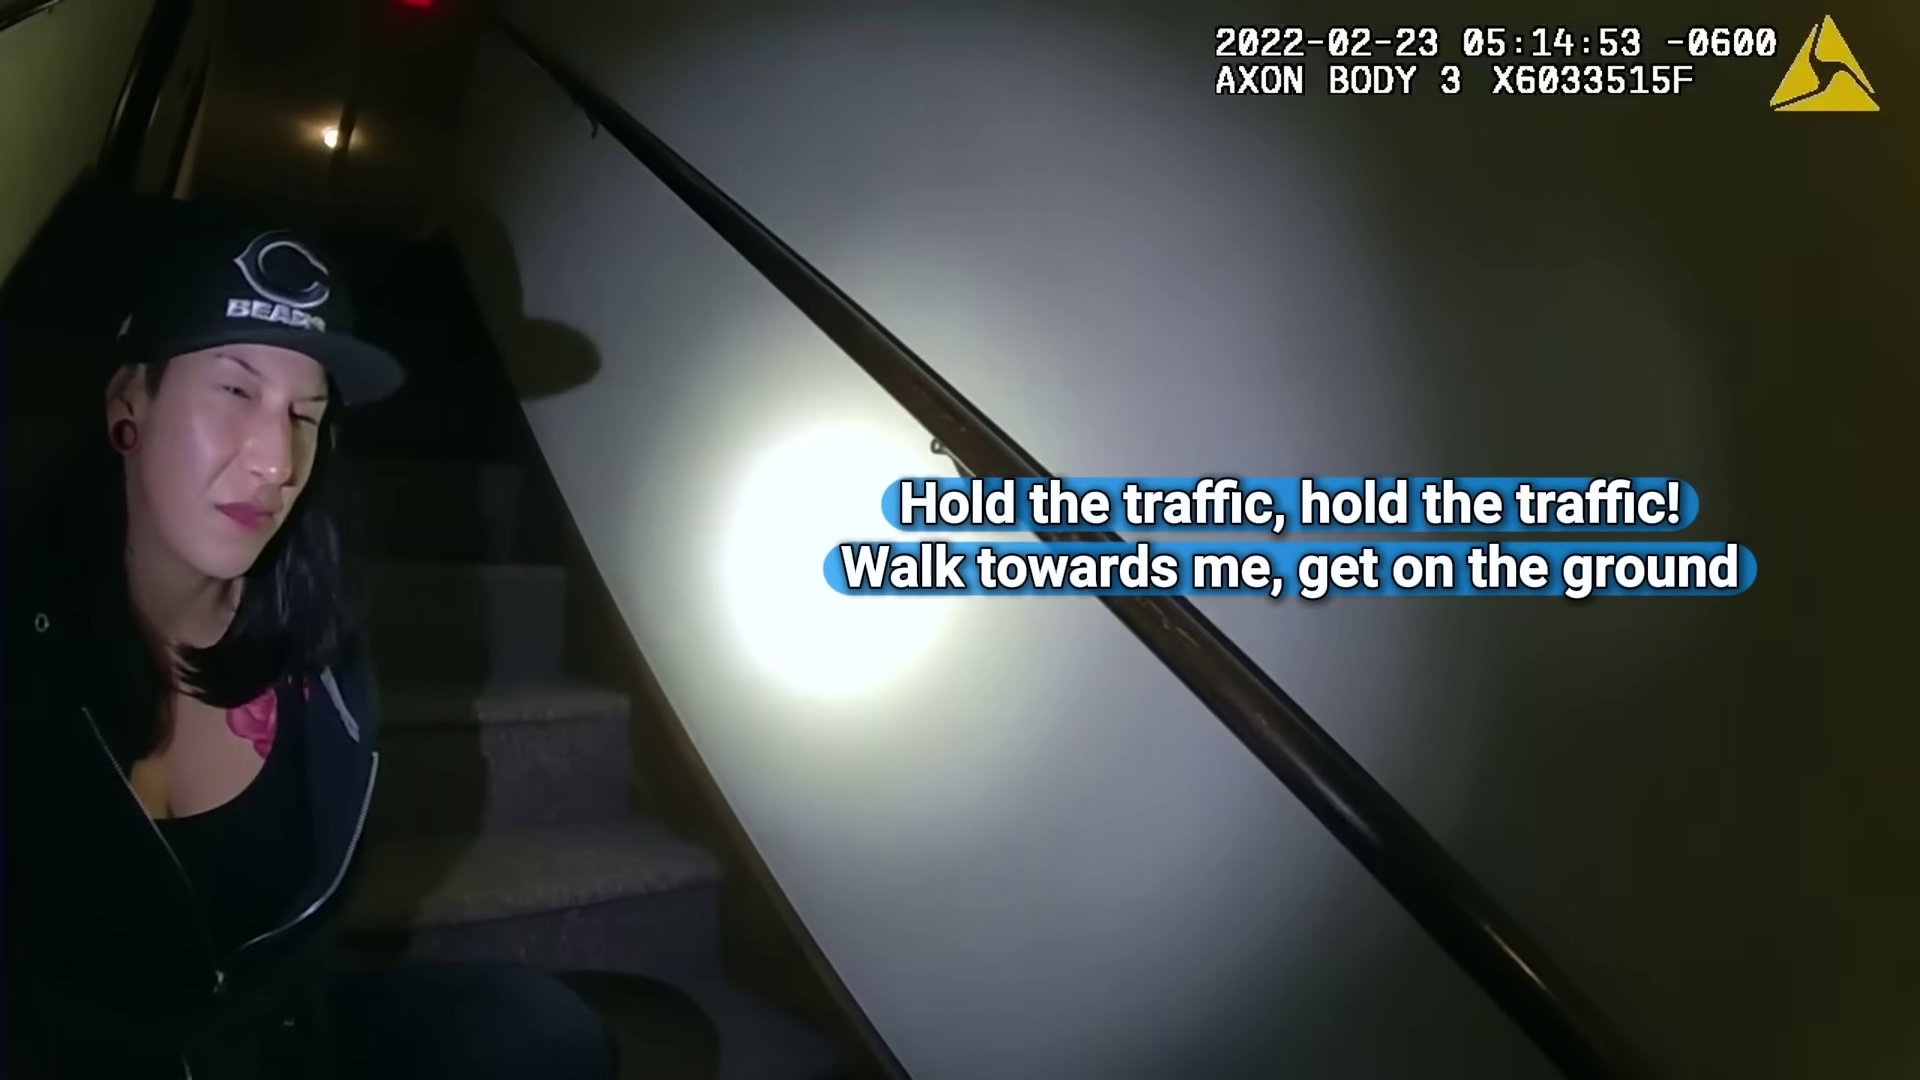 2022-02-23 05:14:53 -0600
AXON BODY 3 X6033515F
C
BEARS
Hold the traffic, hold the traffic!
Walk towards me, get on the ground